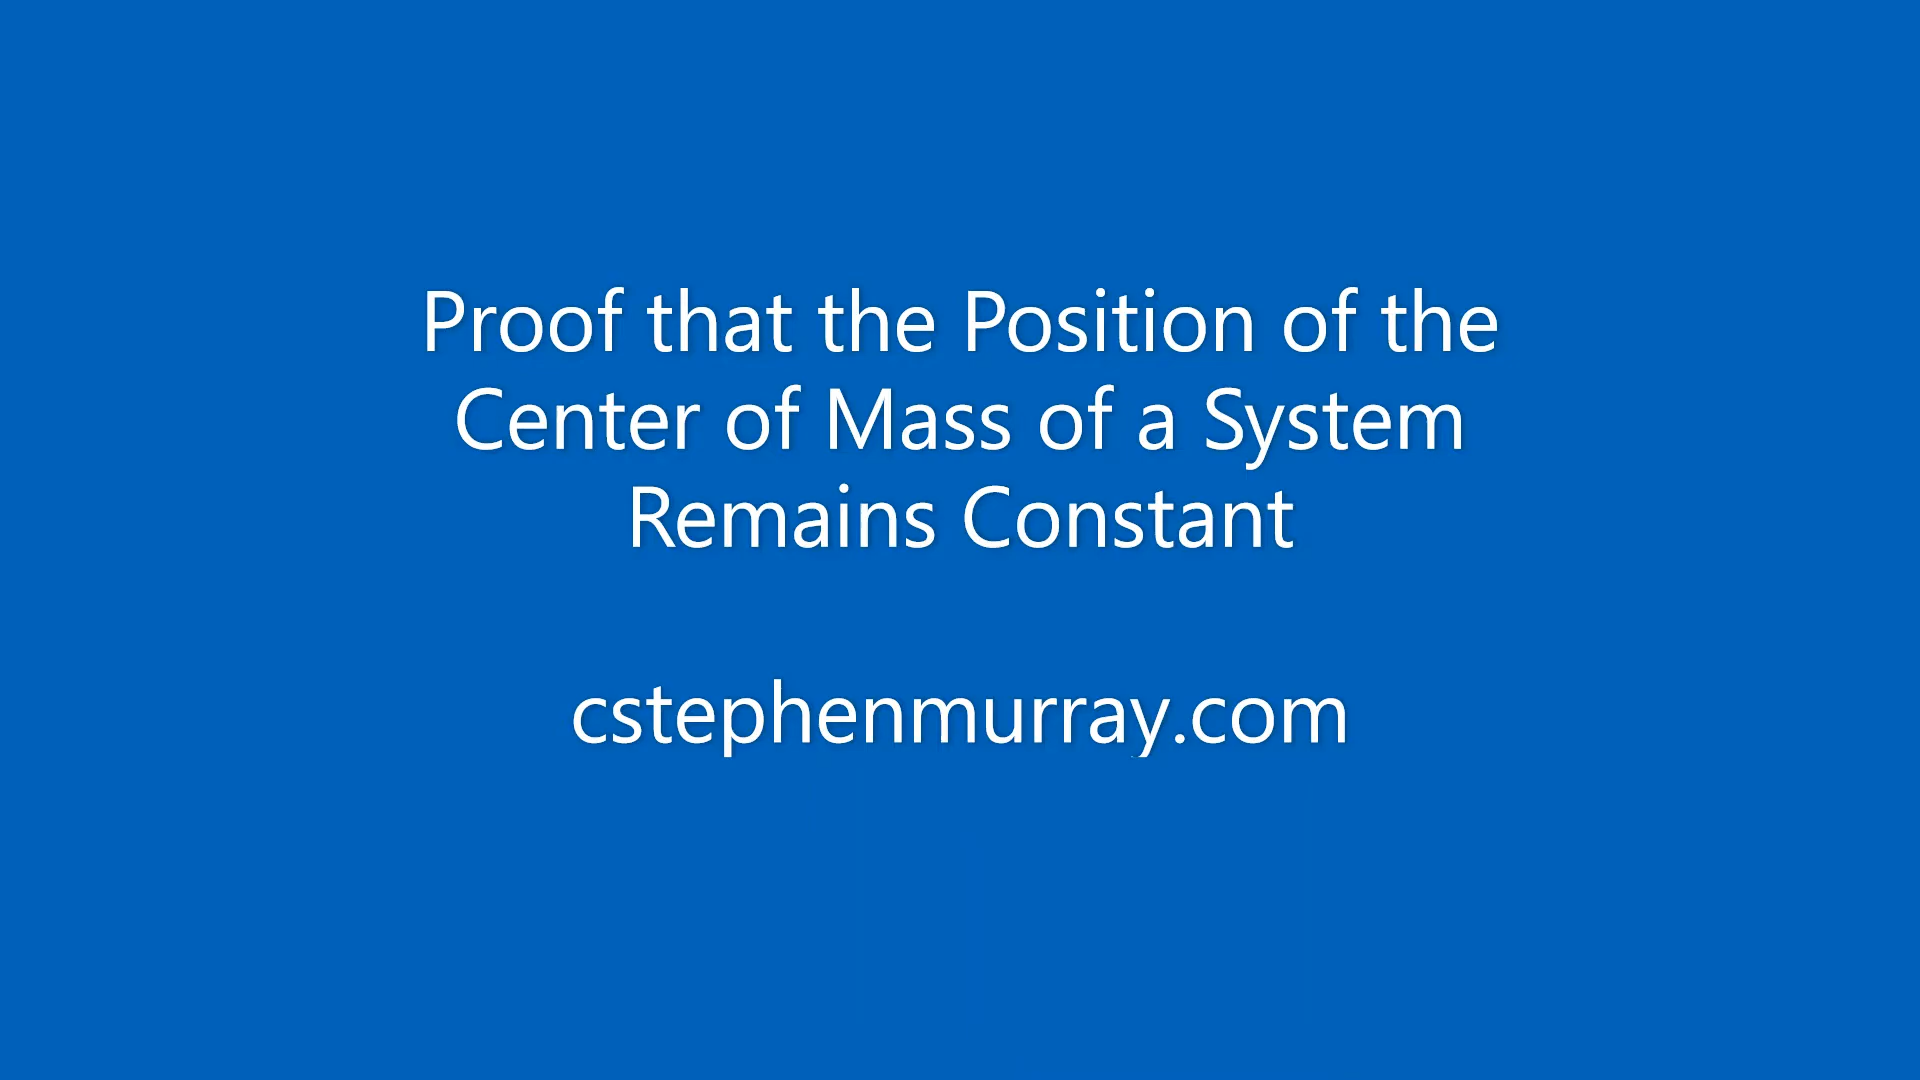 Proof that the Position of the
Center of Mass of a System
Remains Constant
cstephenmurray.com